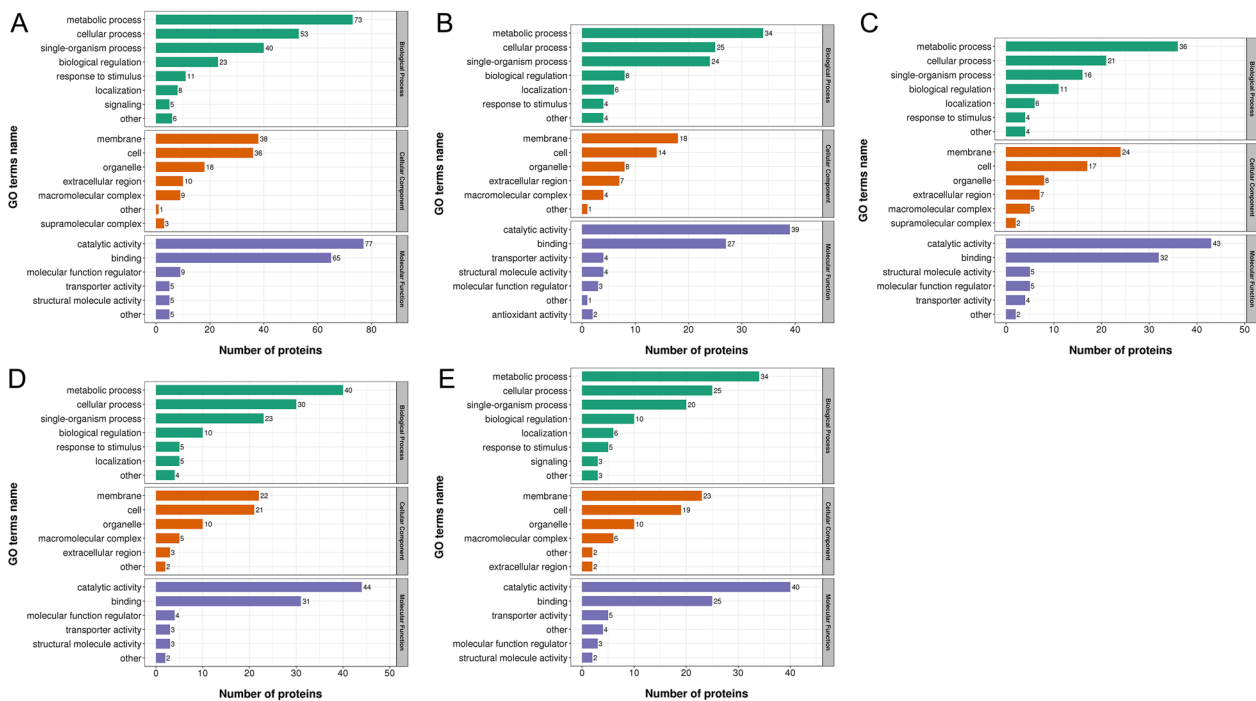 A
GO terms name
metabolic process 73
cellular process 53
single-organism process 40
biological regulation 23
response to stimulus 11
localization 8
signaling 5
other 6
Biological Process
membrane 38
cell 36
organelle 18
extracellular region 10
macromolecular complex 9
other 1
supramolecular complex 3
Cellular Component
catalytic activity 77
binding 65
molecular function regulator 9
transporter activity 5
structural molecule activity 5
other 5
Molecular Function
0 20 40 60 80
Number of proteins
B
GO terms name
metabolic process 34
cellular process 25
single-organism process 24
biological regulation 8
localization 6
response to stimulus 4
other 4
Biological Process
membrane 18
cell 14
organelle 8
extracellular region 7
macromolecular complex 4
other 1
Cellular Component
catalytic activity 39
binding 27
transporter activity 4
structural molecule activity 4
molecular function regulator 3
other 1
antioxidant activity 2
Molecular Function
0 10 20 30 40
Number of proteins
C
GO terms name
metabolic process 36
cellular process 21
single-organism process 16
biological regulation 11
localization 6
response to stimulus 4
other 4
Biological Process
membrane 24
cell 17
organelle 8
extracellular region 7
macromolecular complex 5
supramolecular complex 2
Cellular Component
catalytic activity 43
binding 32
structural molecule activity 5
molecular function regulator 5
transporter activity 4
other 2
Molecular Function
0 10 20 30 40 50
Number of proteins
D
GO terms name
metabolic process 40
cellular process 30
single-organism process 23
biological regulation 10
response to stimulus 5
localization 5
other 4
Biological Process
membrane 22
cell 21
organelle 10
macromolecular complex 5
extracellular region 3
other 2
Cellular Component
catalytic activity 44
binding 31
molecular function regulator 4
transporter activity 3
structural molecule activity 3
other 2
Molecular Function
0 10 20 30 40 50
Number of proteins
E
GO terms name
metabolic process 34
cellular process 25
single-organism process 20
biological regulation 10
localization 6
response to stimulus 5
signaling 3
other 3
Biological Process
membrane 23
cell 19
organelle 10
macromolecular complex 6
other 2
extracellular region 2
Cellular Component
catalytic activity 40
binding 25
transporter activity 5
other 4
molecular function regulator 3
structural molecule activity 2
Molecular Function
0 10 20 30 40
Number of proteins